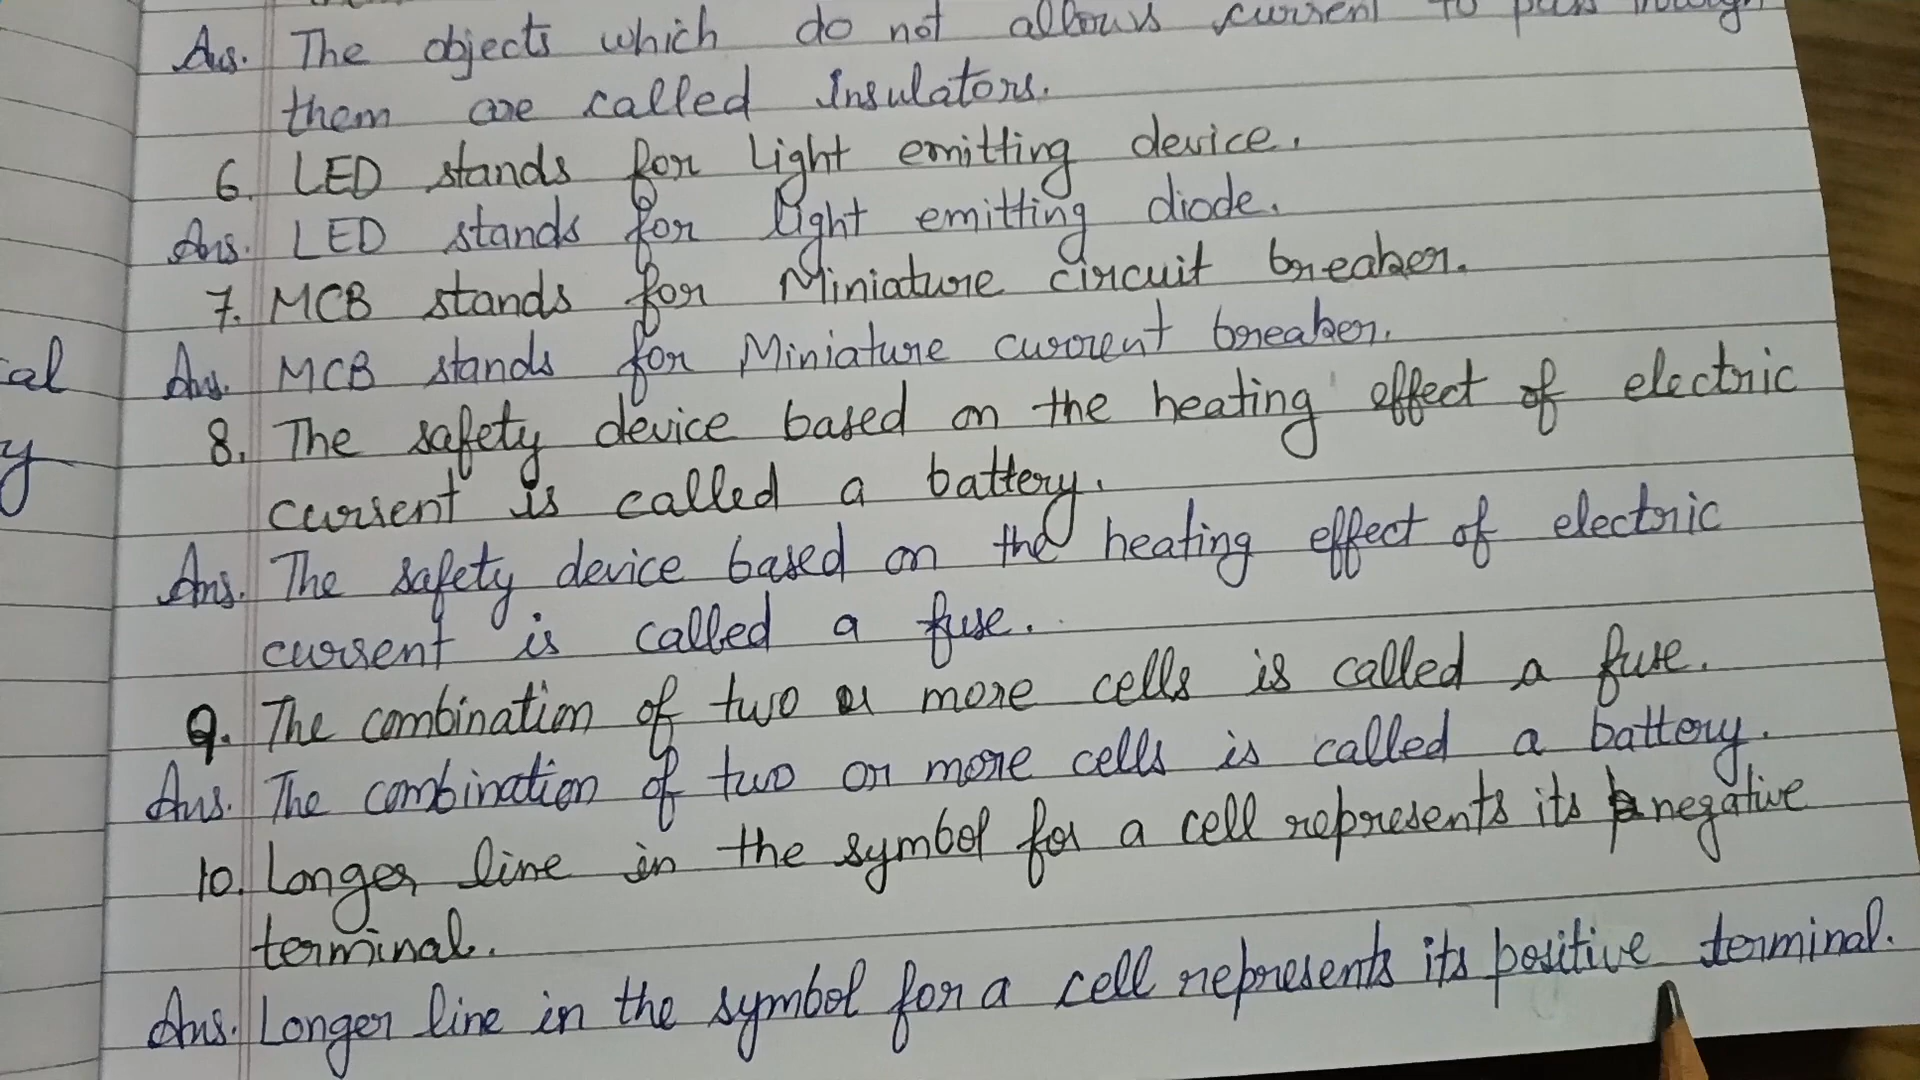 Ans. The objects which do not allows current to pass through
them are called Insulators.
6. LED stands for Light emitting device.
Ans. LED stands for light emitting diode.
7. MCB stands for Miniature circuit breaker.
Ans. MCB stands for Miniature current breaker.
8. The safety device based on the heating effect of electric
current is called a battery.
Ans. The safety device based on the heating effect of electric
current is called a fuse.
9. The combination of two or more cells is called a fuse.
Ans. The combination of two or more cells is called a battery.
10. Longer line in the symbol for a cell represents its negative
terminal.
Ans. Longer line in the symbol for a cell represents its positive terminal.
al
y